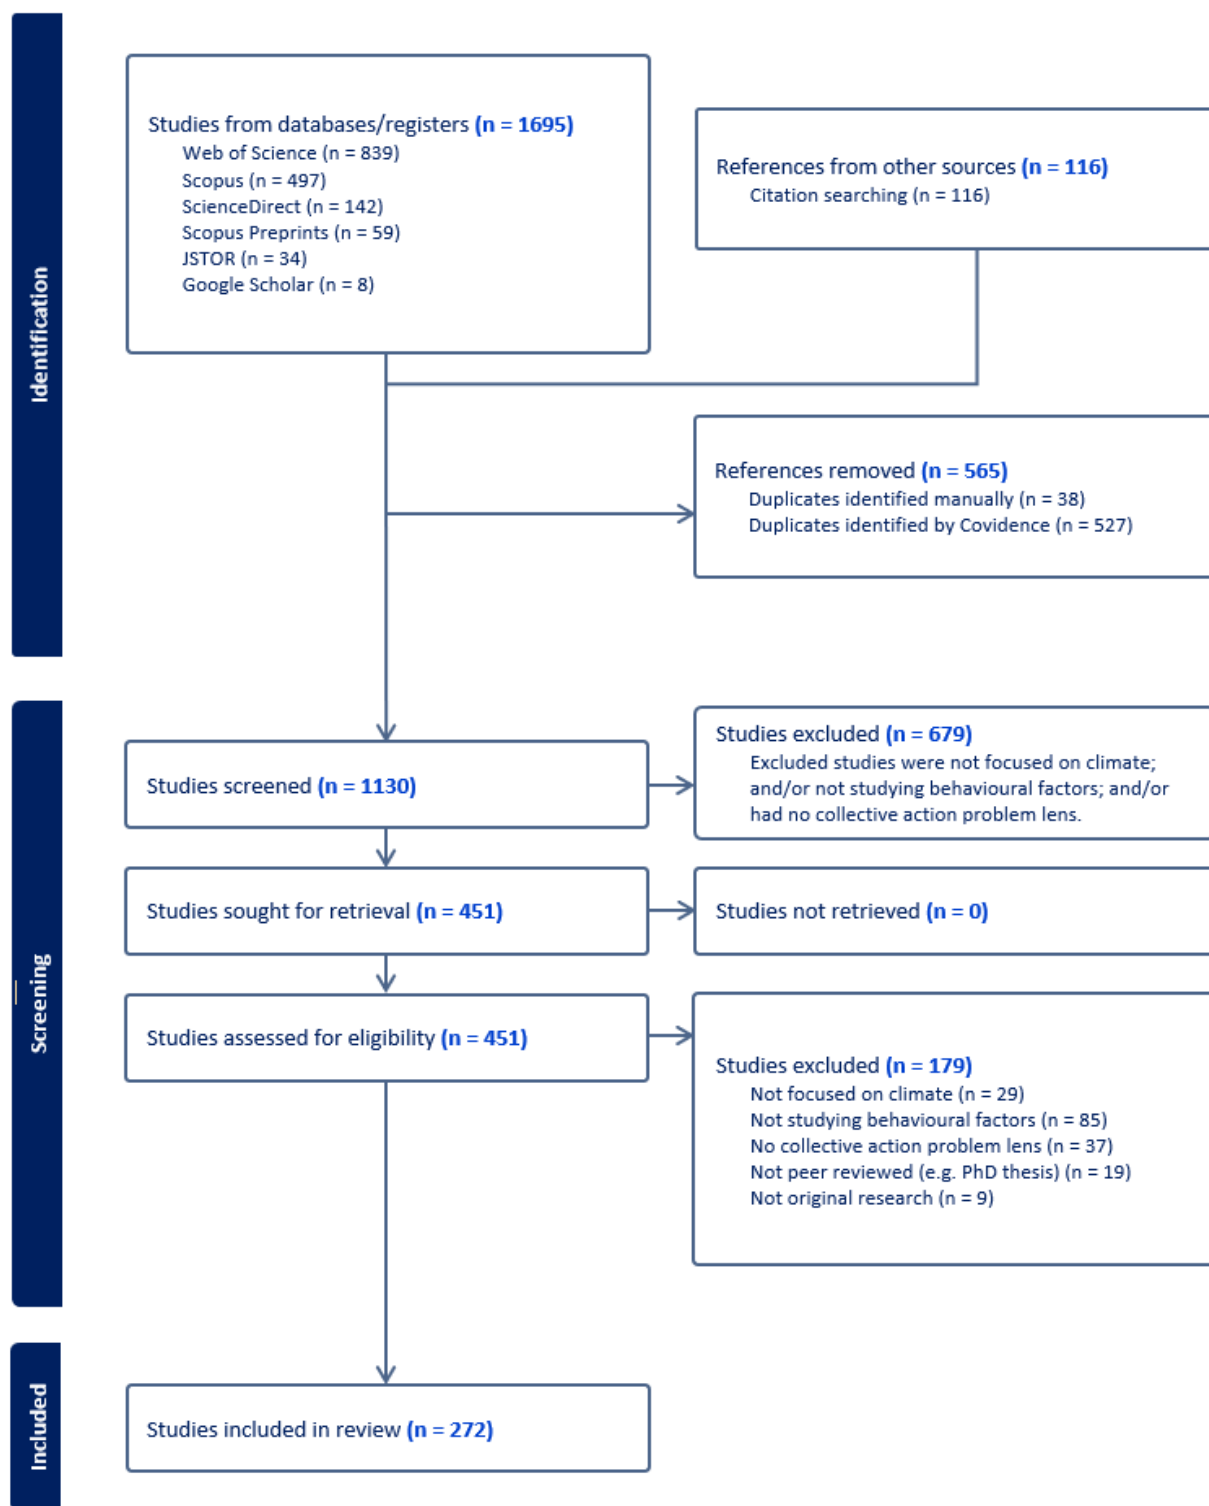 Identification
Studies from databases/registers (n = 1695)
Web of Science (n = 839)
Scopus (n = 497)
ScienceDirect (n = 142)
Scopus Preprints (n = 59)
JSTOR (n = 34)
Google Scholar (n = 8)
References from other sources (n = 116)
Citation searching (n = 116)
References removed (n = 565)
Duplicates identified manually (n = 38)
Duplicates identified by Covidence (n = 527)
Screening
Studies screened (n = 1130)
Studies excluded (n = 679)
Excluded studies were not focused on climate;
and/or not studying behavioural factors; and/or
had no collective action problem lens.
Studies sought for retrieval (n = 451)
Studies not retrieved (n = 0)
Studies assessed for eligibility (n = 451)
Studies excluded (n = 179)
Not focused on climate (n = 29)
Not studying behavioural factors (n = 85)
No collective action problem lens (n = 37)
Not peer reviewed (e.g. PhD thesis) (n = 19)
Not original research (n = 9)
Included
Studies included in review (n = 272)